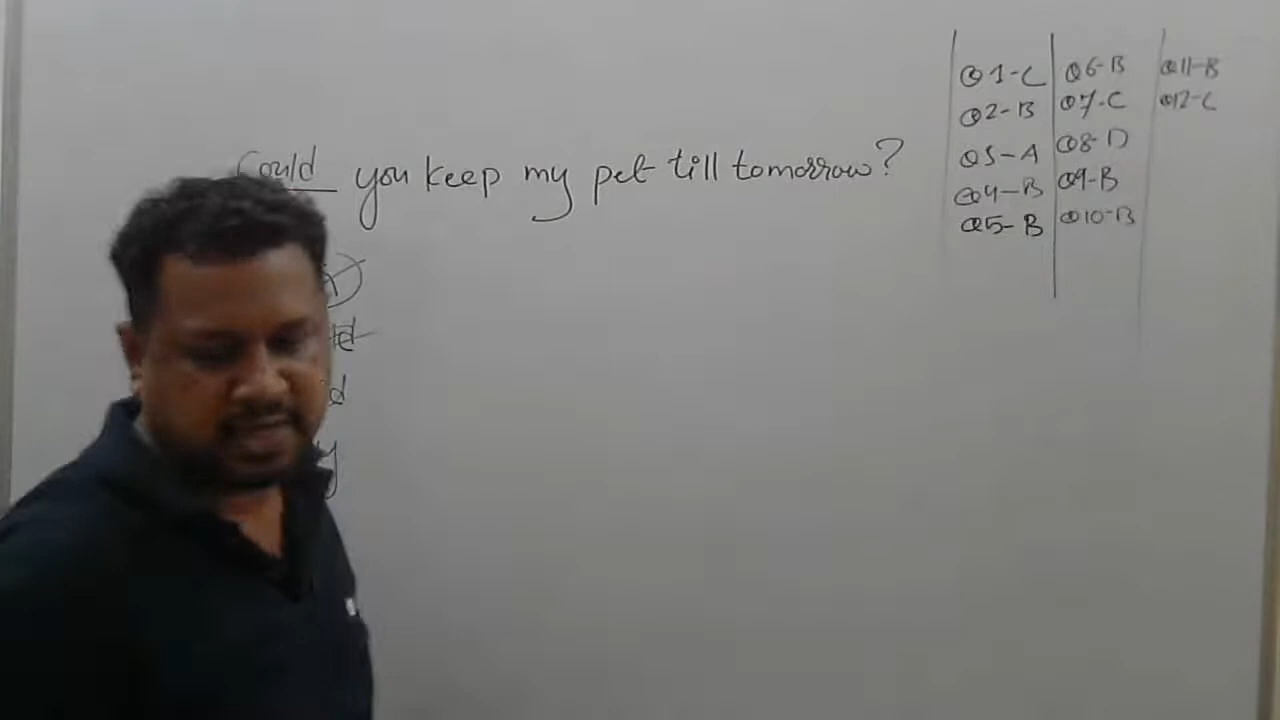 Could you keep my pet till tomorrow?
Q1-C
Q2-B
Q3-A
Q4-B
Q5-B
Q6-B
Q7-C
Q8-D
Q9-B
Q10-B
Q11-B
Q12-C